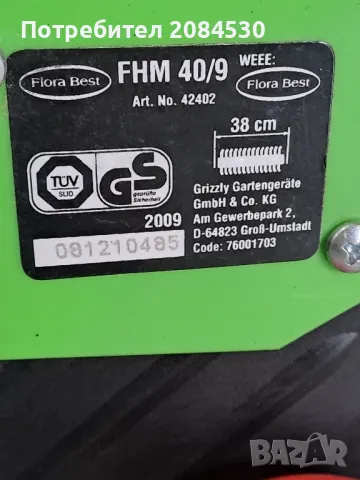 Потребител 2084530
Flora Best
FHM 40/9
WEEE:
Flora Best
Art. No. 42402
38 cm
TÜV
SÜD
GS
geprüfte
Sicherheit
2009
081210485
Grizzly Gartengeräte
GmbH & Co. KG
Am Gewerbepark 2,
D-64823 Groß-Umstadt
Code: 76001703
BAZAR